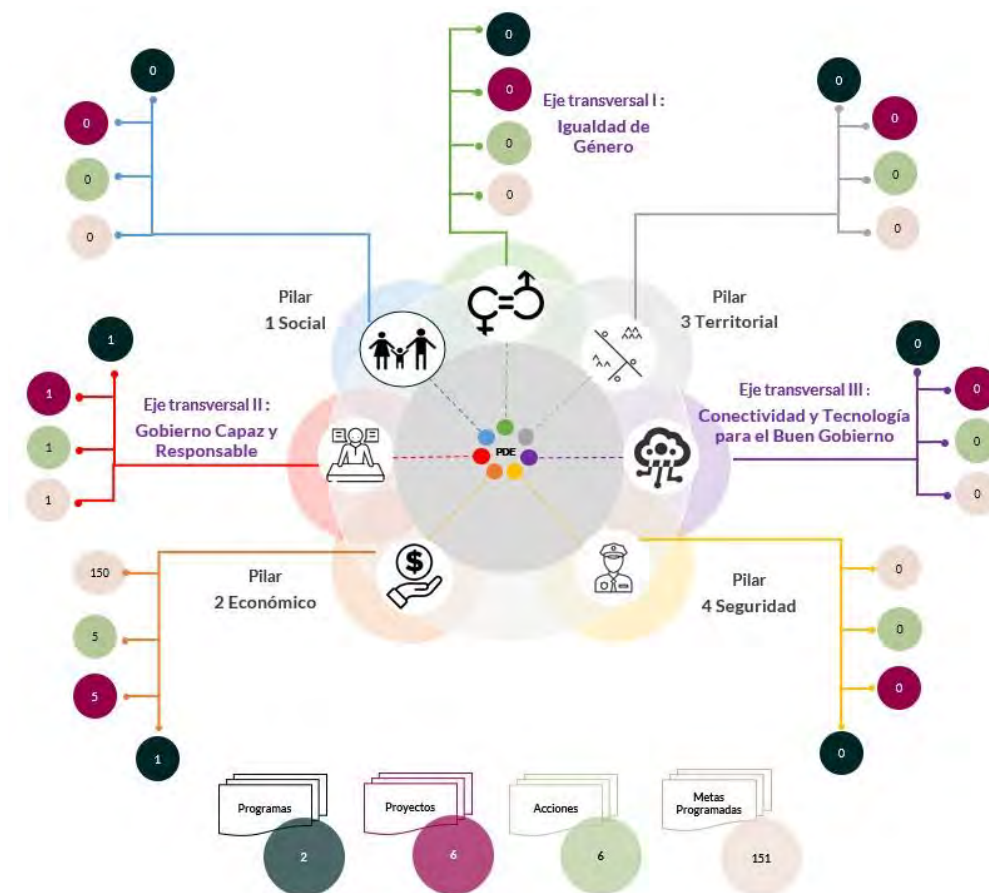 0
0
0
0
0
0
0
0
Eje transversal I :
Igualdad de
Género
0
0
0
0
Pilar
1 Social
Pilar
3 Territorial
1
1
1
1
Eje transversal II :
Gobierno Capaz y
Responsable
PDE
Eje transversal III :
Conectividad y Tecnología
para el Buen Gobierno
0
0
0
0
150
5
5
1
Pilar
2 Económico
$
Pilar
4 Seguridad
0
0
0
0
Programas
2
Proyectos
6
Acciones
6
Metas
Programadas
151